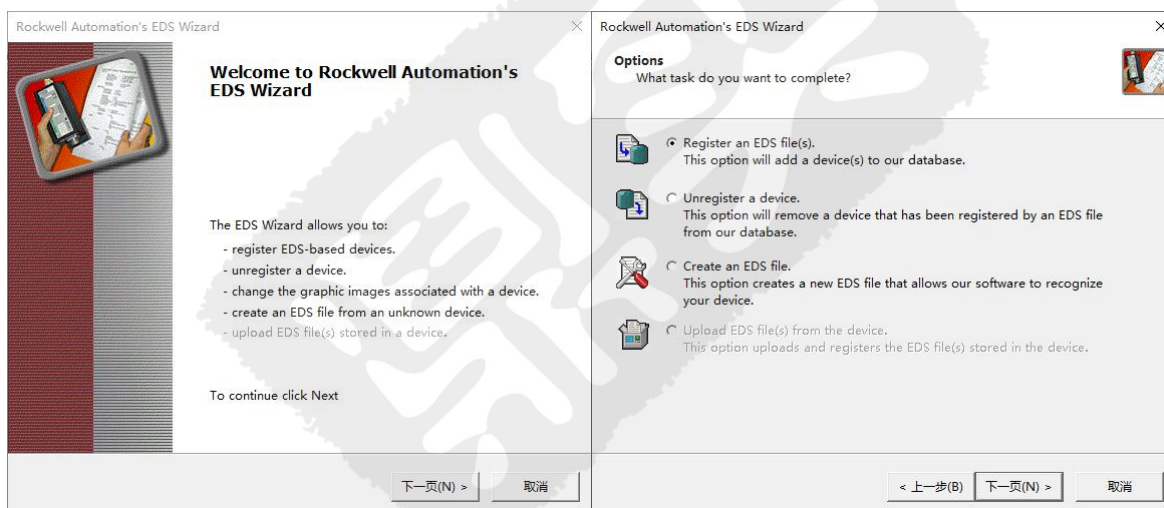 Rockwell Automation's EDS Wizard
Welcome to Rockwell Automation's
EDS Wizard
The EDS Wizard allows you to:
- register EDS-based devices.
- unregister a device.
- change the graphic images associated with a device.
- create an EDS file from an unknown device.
- upload EDS file(s) stored in a device.
To continue click Next
下一页(N) >
取消
Rockwell Automation's EDS Wizard
Options
What task do you want to complete?
Register an EDS file(s).
This option will add a device(s) to our database.
Unregister a device.
This option will remove a device that has been registered by an EDS file
from our database.
Create an EDS file.
This option creates a new EDS file that allows our software to recognize
your device.
Upload EDS file(s) from the device.
This option uploads and registers the EDS file(s) stored in the device.
< 上一步(B)
下一页(N) >
取消